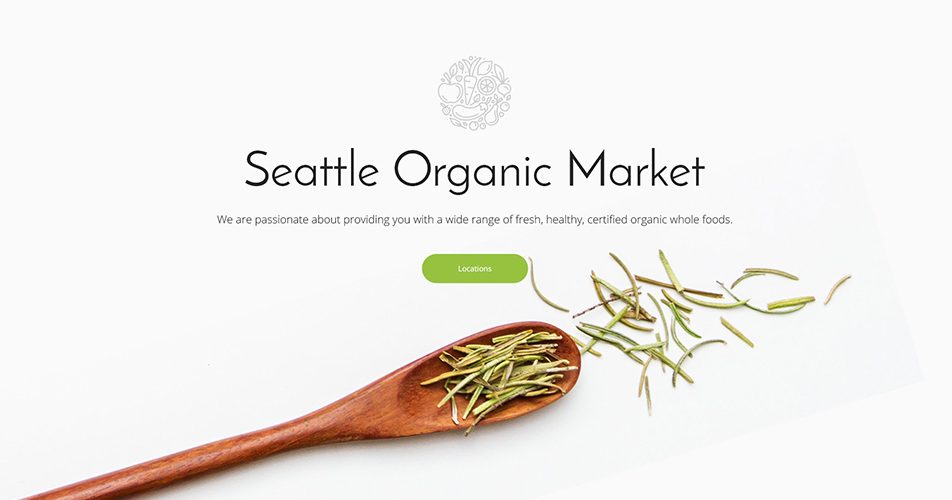 Seattle Organic Market
We are passionate about providing you with a wide range of fresh, healthy, certified organic whole foods.
Locations